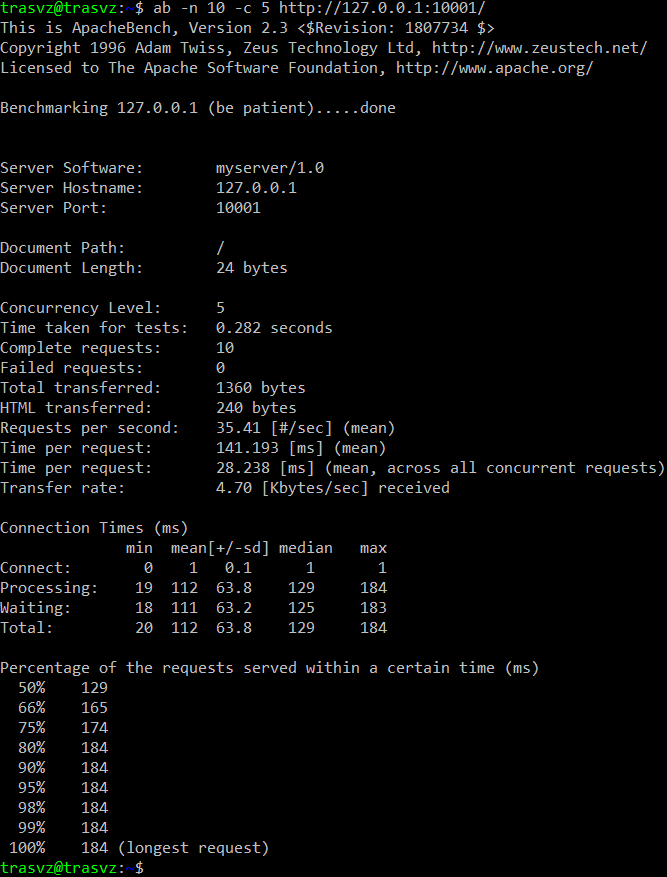 trasvz@trasvz:~$ ab -n 10 -c 5 http://127.0.0.1:10001/
This is ApacheBench, Version 2.3 <$Revision: 1807734 $>
Copyright 1996 Adam Twiss, Zeus Technology Ltd, http://www.zeustech.net/
Licensed to The Apache Software Foundation, http://www.apache.org/

Benchmarking 127.0.0.1 (be patient).....done


Server Software:        myserver/1.0
Server Hostname:        127.0.0.1
Server Port:            10001

Document Path:          /
Document Length:        24 bytes

Concurrency Level:      5
Time taken for tests:   0.282 seconds
Complete requests:      10
Failed requests:        0
Total transferred:      1360 bytes
HTML transferred:       240 bytes
Requests per second:    35.41 [#/sec] (mean)
Time per request:       141.193 [ms] (mean)
Time per request:       28.238 [ms] (mean, across all concurrent requests)
Transfer rate:          4.70 [Kbytes/sec] received

Connection Times (ms)
              min  mean[+/-sd] median   max
Connect:        0    1   0.1      1       1
Processing:    19  112  63.8    129     184
Waiting:       18  111  63.2    125     183
Total:         20  112  63.8    129     184

Percentage of the requests served within a certain time (ms)
  50%    129
  66%    165
  75%    174
  80%    184
  90%    184
  95%    184
  98%    184
  99%    184
 100%    184 (longest request)
trasvz@trasvz:~$